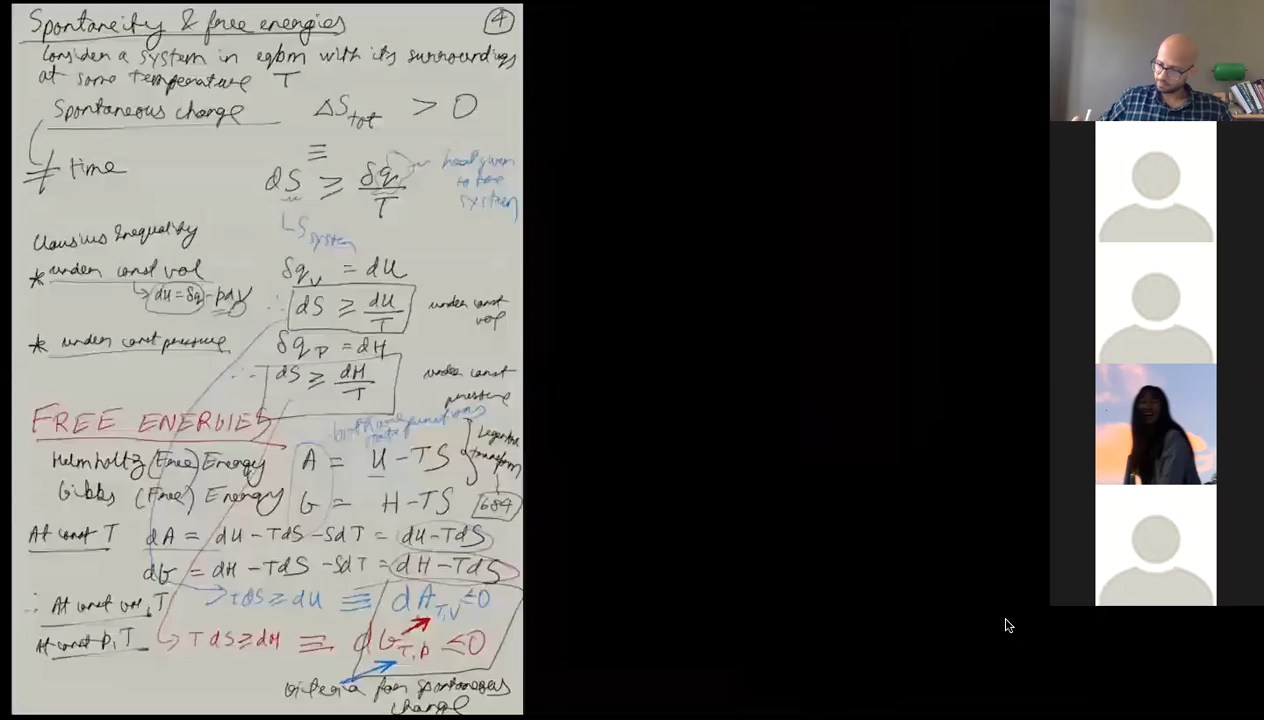 Spontaneity & free energies ④
Consider a system in eqbm with its surroundings
at some temperature T
Spontaneous change ΔS_tot > 0
≡
≠ time
dS ≥ δq/T
heat given
to the
system
S_system
Clausius Inequality
* under const vol δq_v = dU
dU = δq - pdV
∴ dS ≥ dU/T under const
vol
* under const pressure δq_p = dH
∴ dS ≥ dH/T under const
pressure
FREE ENERGIES
Helmholtz (Free) Energy A = U - TS
Legendre
transform
Gibbs (Free) Energy G = H - TS
684
At const T dA = dU - TdS - SdT = dU - TdS
dG = dH - TdS - SdT = dH - TdS
∴ At const vol, T TdS ≥ dU ≡ dA_T,V ≤ 0
At const P, T TdS ≥ dH ≡ dG_T,P ≤ 0
criteria for spontaneous
change